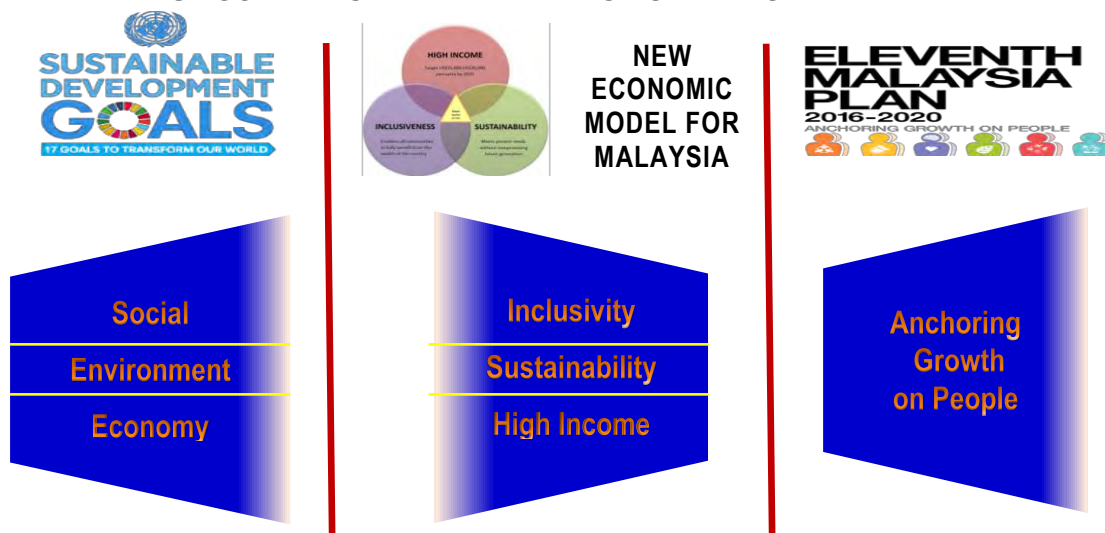 SUSTAINABLE
DEVELOPMENT
GOALS
17 GOALS TO TRANSFORM OUR WORLD
HIGH INCOME
INCLUSIVENESS
SUSTAINABILITY
NEW
ECONOMIC
MODEL FOR
MALAYSIA
ELEVENTH
MALAYSIA
PLAN
2016-2020
ANCHORING GROWTH ON PEOPLE
Social
Environment
Economy
Inclusivity
Sustainability
High Income
Anchoring
Growth
on People